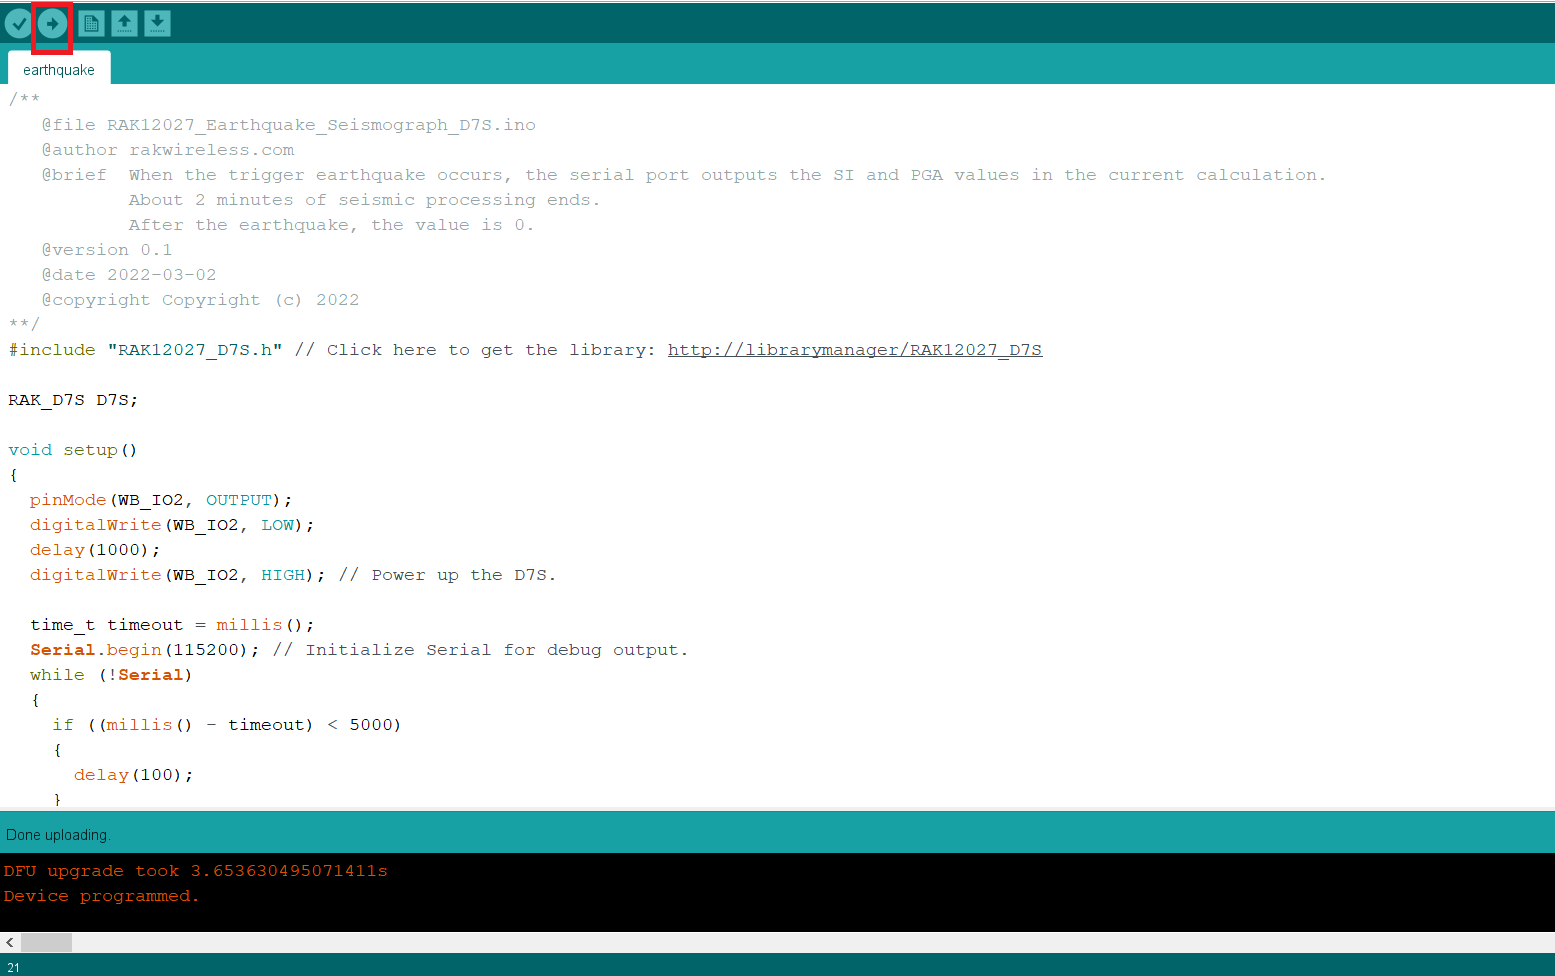 earthquake
/**
@file RAK12027_Earthquake_Seismograph_D7S.ino
@author rakwireless.com
@brief  When the trigger earthquake occurs, the serial port outputs the SI and PGA values in the current calculation.
About 2 minutes of seismic processing ends.
After the earthquake, the value is 0.
@version 0.1
@date 2022-03-02
@copyright Copyright (c) 2022
**/
#include "RAK12027_D7S.h" // Click here to get the library: http://librarymanager/RAK12027_D7S
RAK_D7S D7S;
void setup()
{
pinMode(WB_IO2, OUTPUT);
digitalWrite(WB_IO2, LOW);
delay(1000);
digitalWrite(WB_IO2, HIGH); // Power up the D7S.
time_t timeout = millis();
Serial.begin(115200); // Initialize Serial for debug output.
while (!Serial)
{
if ((millis() - timeout) < 5000)
{
delay(100);
}
Done uploading.
DFU upgrade took 3.653630495071411s
Device programmed.
21